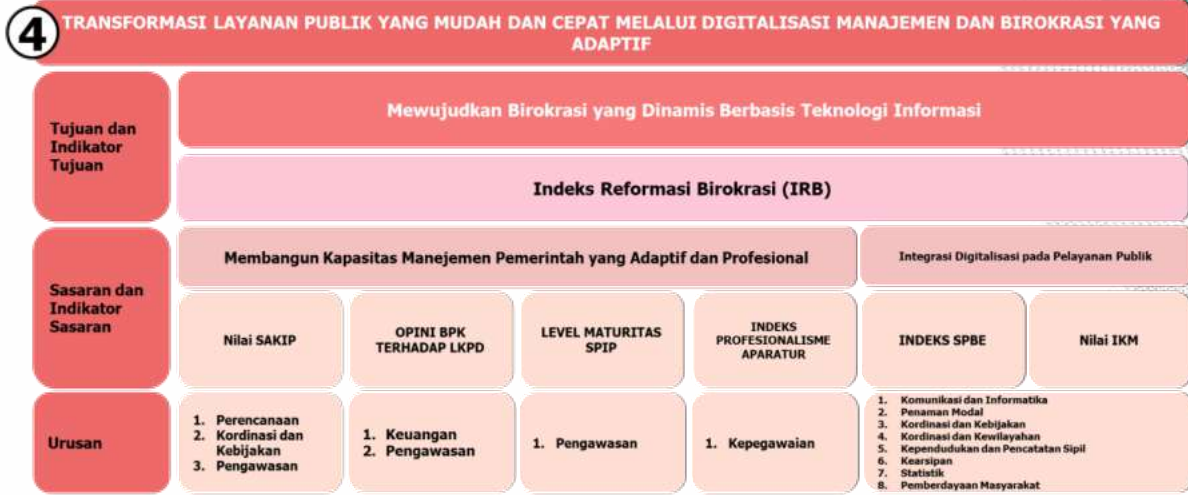 4
TRANSFORMASI LAYANAN PUBLIK YANG MUDAH DAN CEPAT MELALUI DIGITALISASI MANAJEMEN DAN BIROKRASI YANG
ADAPTIF
Tujuan dan
Indikator
Tujuan
Mewujudkan Birokrasi yang Dinamis Berbasis Teknologi Informasi
Indeks Reformasi Birokrasi (IRB)
Sasaran dan
Indikator
Sasaran
Membangun Kapasitas Manejemen Pemerintah yang Adaptif dan Profesional
Integrasi Digitalisasi pada Pelayanan Publik
Nilai SAKIP
OPINI BPK
TERHADAP LKPD
LEVEL MATURITAS
SPIP
INDEKS
PROFESIONALISME
APARATUR
INDEKS SPBE
Nilai IKM
Urusan
1. Perencanaan
2. Kordinasi dan
Kebijakan
3. Pengawasan
1. Keuangan
2. Pengawasan
1. Pengawasan
1. Kepegawaian
1. Komunikasi dan Informatika
2. Penaman Modal
3. Kordinasi dan Kebijakan
4. Kordinasi dan Kewilayahan
5. Kependudukan dan Pencatatan Sipil
6. Kearsipan
7. Statistik
8. Pemberdayaan Masyarakat